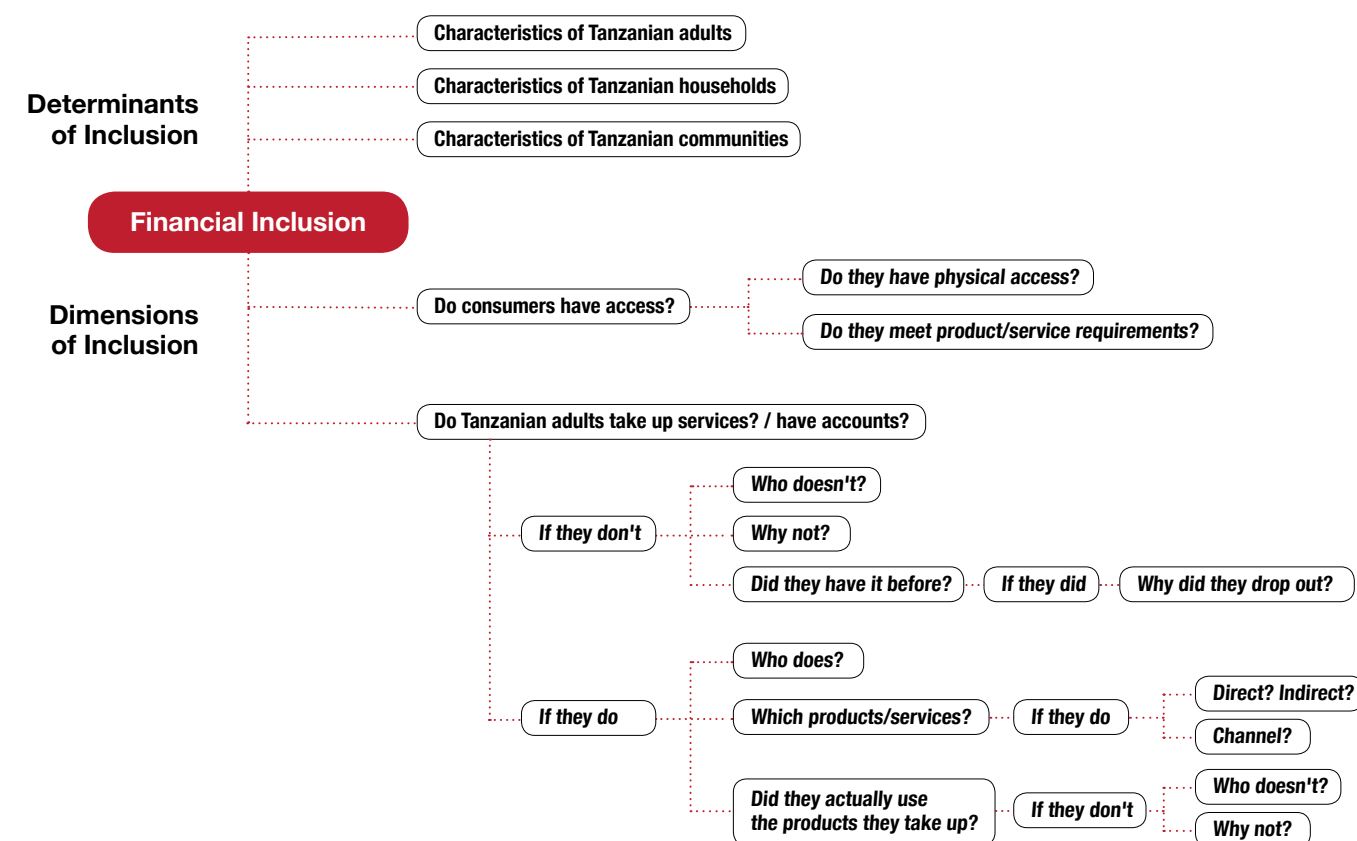 Characteristics of Tanzanian adults
Characteristics of Tanzanian households
Characteristics of Tanzanian communities
Determinants
of Inclusion
Financial Inclusion
Dimensions
of Inclusion
Do consumers have access?
Do they have physical access?
Do they meet product/service requirements?
Do Tanzanian adults take up services? / have accounts?
If they don't
Who doesn't?
Why not?
Did they have it before?
If they did
Why did they drop out?
If they do
Who does?
Which products/services?
If they do
Direct? Indirect?
Channel?
Did they actually use
the products they take up?
If they don't
Who doesn't?
Why not?